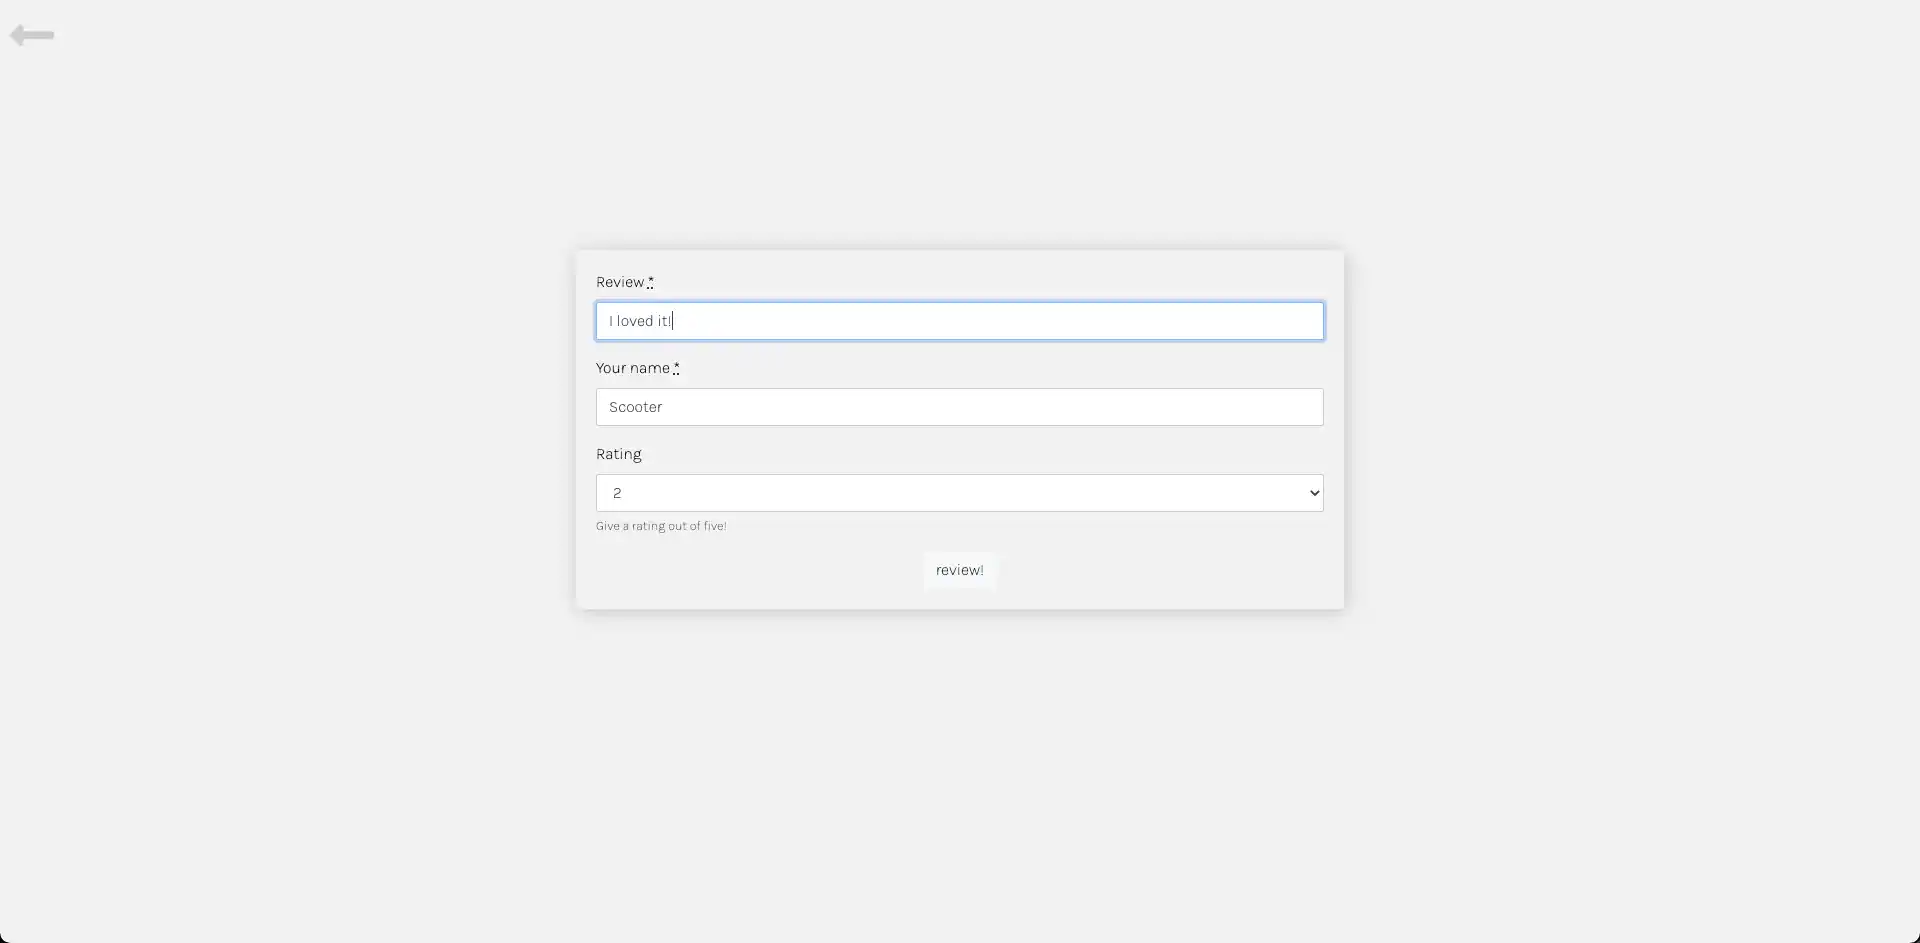 Review *
I loved it!
Your name *
Scooter
Rating
2
Give a rating out of five!
review!